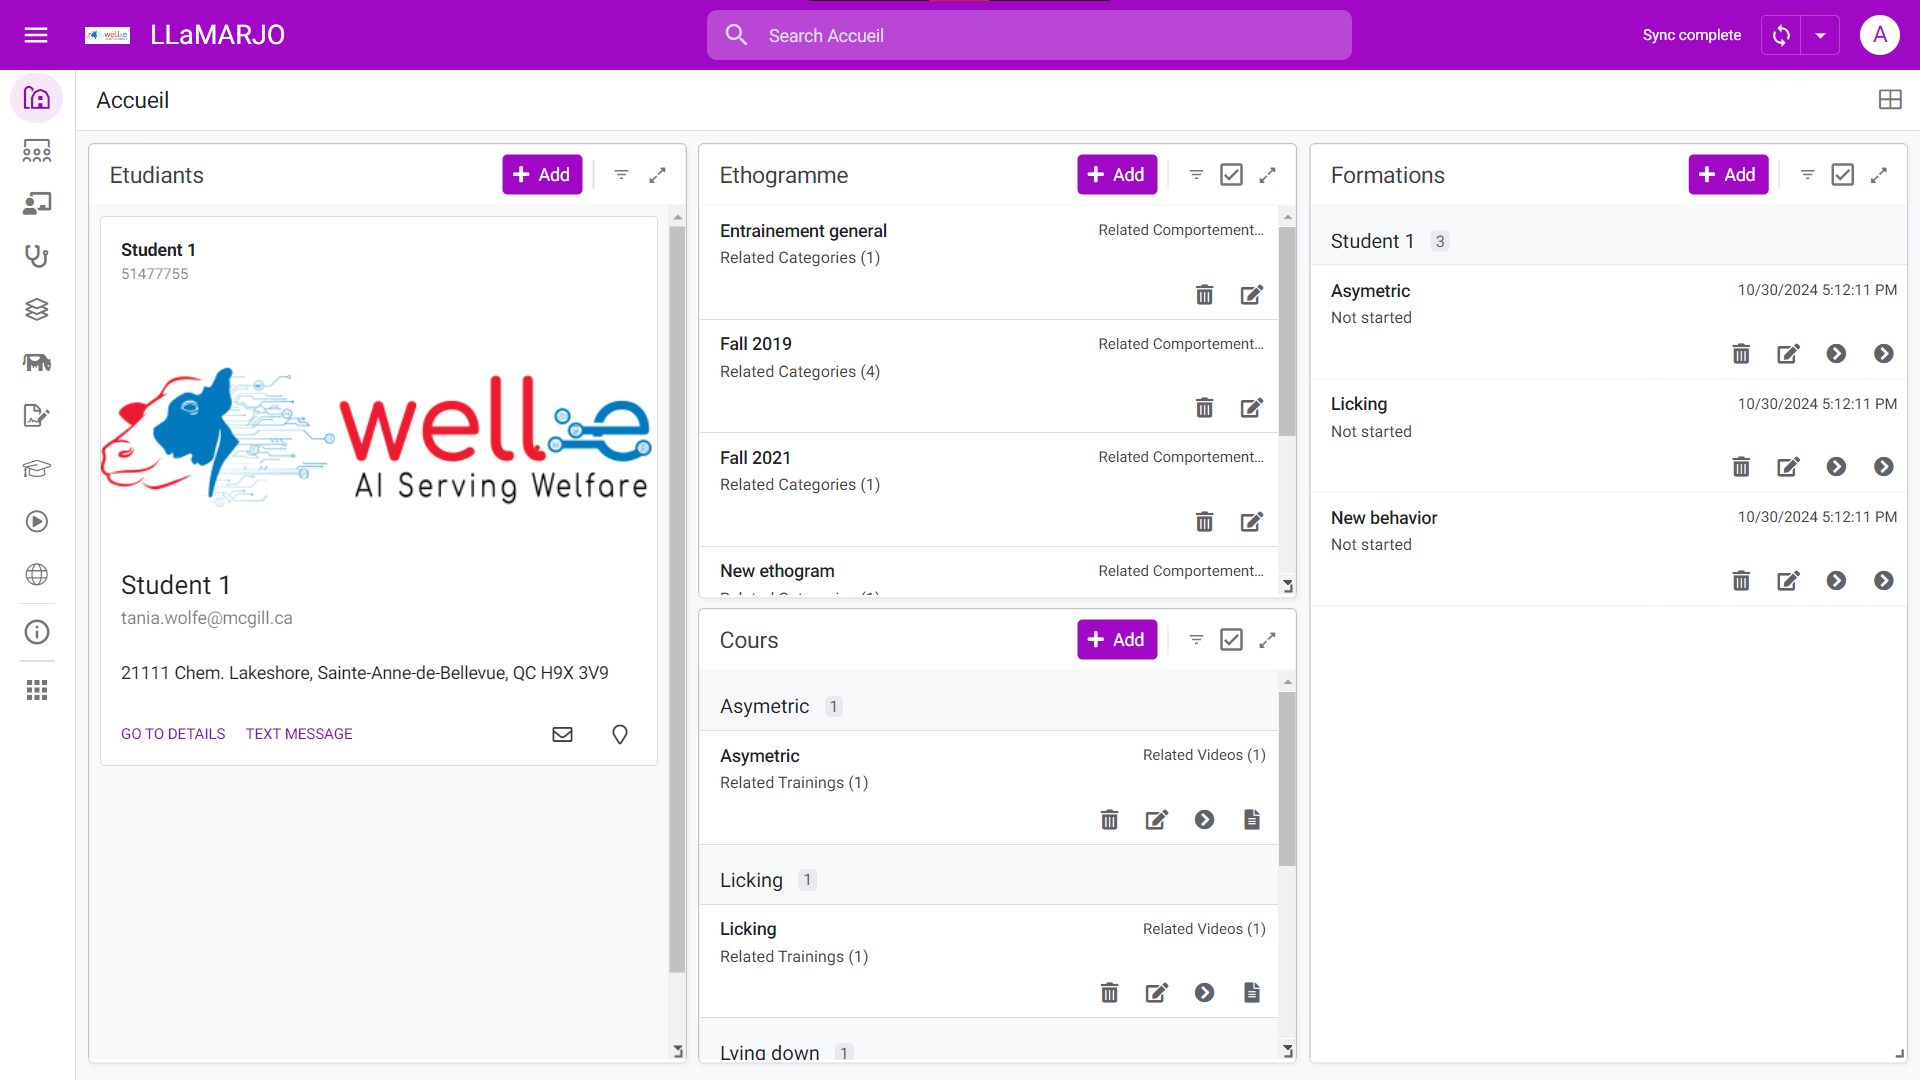 LLaMARJO
Search Accueil
Sync complete
A
Accueil
Etudiants
Add
Student 1
51477755
well-e
AI Serving Welfare
Student 1
tania.wolfe@mcgill.ca
21111 Chem. Lakeshore, Sainte-Anne-de-Bellevue, QC H9X 3V9
GO TO DETAILS
TEXT MESSAGE
Ethogramme
Add
Entrainement general
Related Comportement...
Related Categories (1)
Fall 2019
Related Comportement...
Related Categories (4)
Fall 2021
Related Comportement...
Related Categories (1)
New ethogram
Related Comportement...
Related Categories (1)
Cours
Add
Asymetric 1
Asymetric
Related Videos (1)
Related Trainings (1)
Licking 1
Licking
Related Videos (1)
Related Trainings (1)
Lying down 1
Formations
Add
Student 1 3
Asymetric
10/30/2024 5:12:11 PM
Not started
Licking
10/30/2024 5:12:11 PM
Not started
New behavior
10/30/2024 5:12:11 PM
Not started